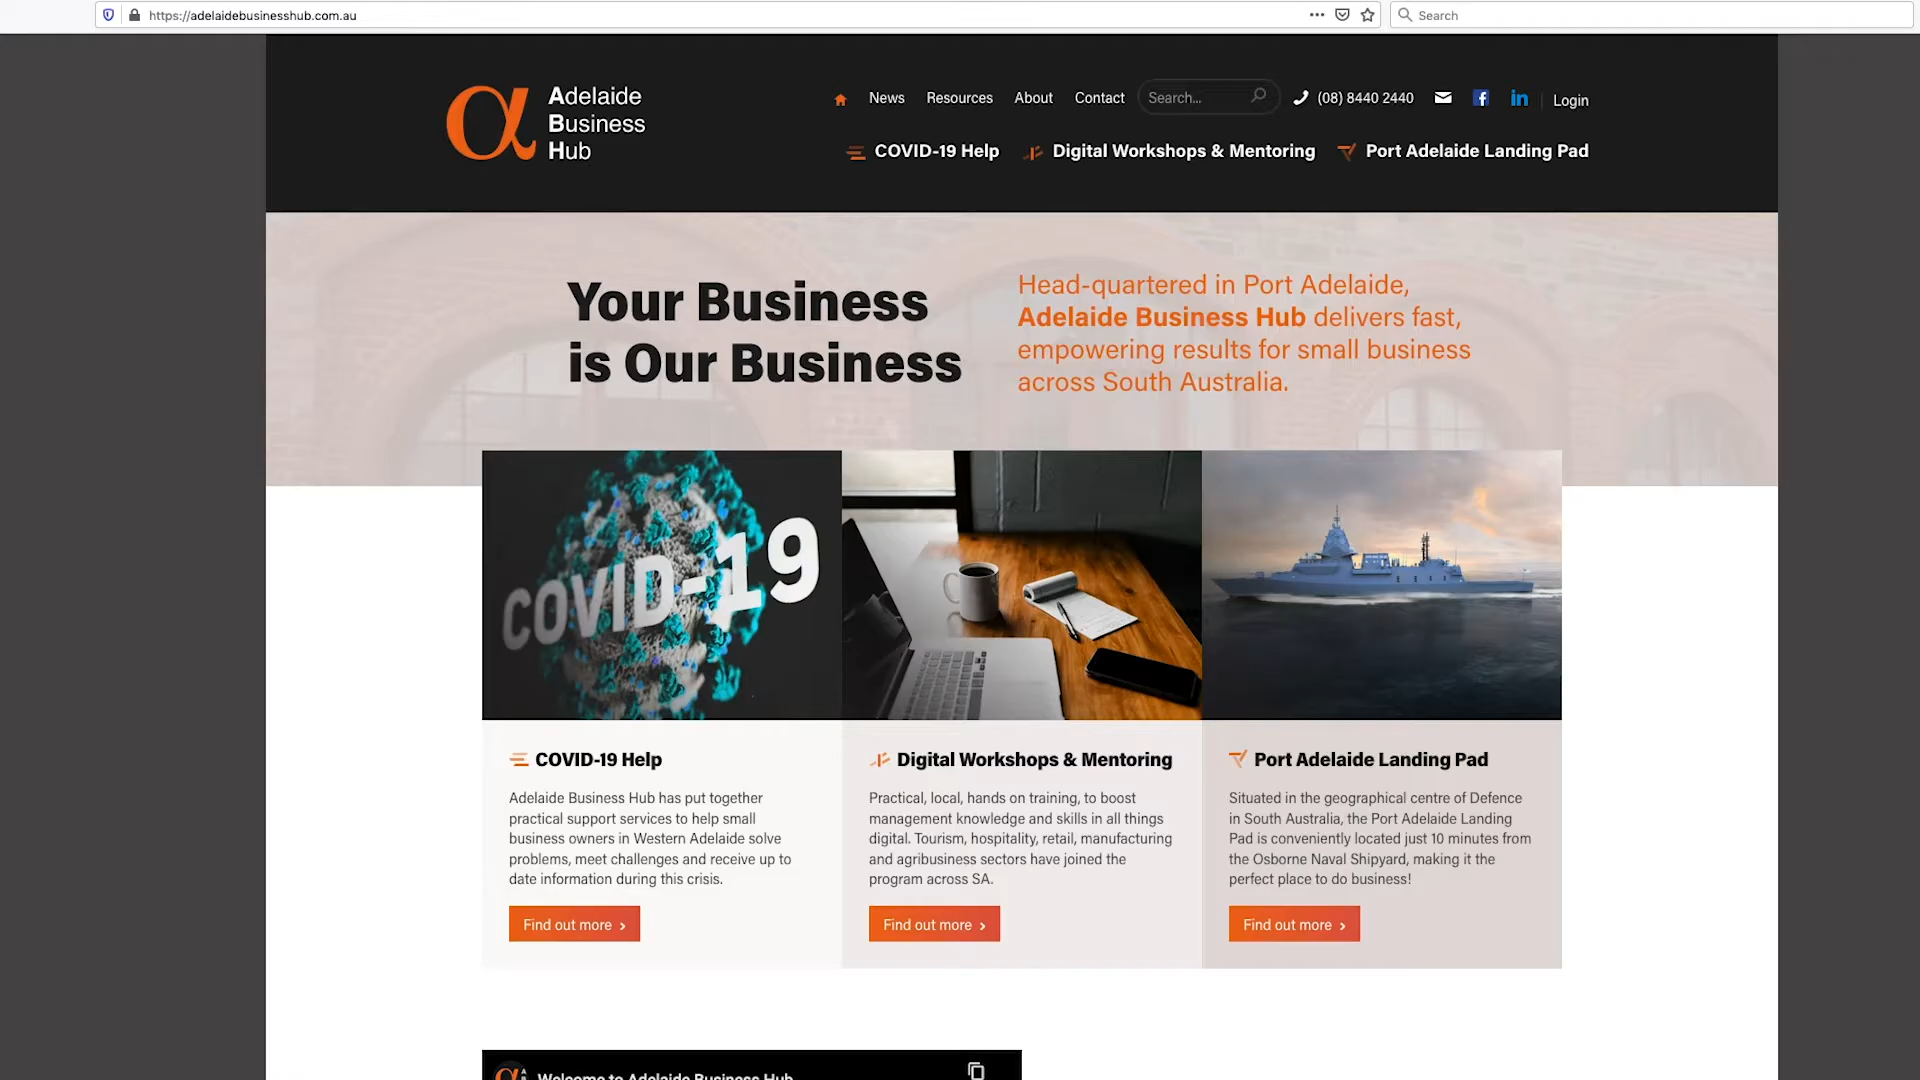 https://adelaidebusinesshub.com.au
Search
Adelaide
Business
Hub
News Resources About Contact Search... (08) 8440 2440 Login
COVID-19 Help Digital Workshops & Mentoring Port Adelaide Landing Pad
Your Business
is Our Business
Head-quartered in Port Adelaide,
Adelaide Business Hub delivers fast,
empowering results for small business
across South Australia.
COVID-19
COVID-19 Help
Adelaide Business Hub has put together
practical support services to help small
business owners in Western Adelaide solve
problems, meet challenges and receive up to
date information during this crisis.
Find out more ›
Digital Workshops & Mentoring
Practical, local, hands on training, to boost
management knowledge and skills in all things
digital. Tourism, hospitality, retail, manufacturing
and agribusiness sectors have joined the
program across SA.
Find out more ›
Port Adelaide Landing Pad
Situated in the geographical centre of Defence
in South Australia, the Port Adelaide Landing
Pad is conveniently located just 10 minutes from
the Osborne Naval Shipyard, making it the
perfect place to do business!
Find out more ›
Welcome to Adelaide Business Hub